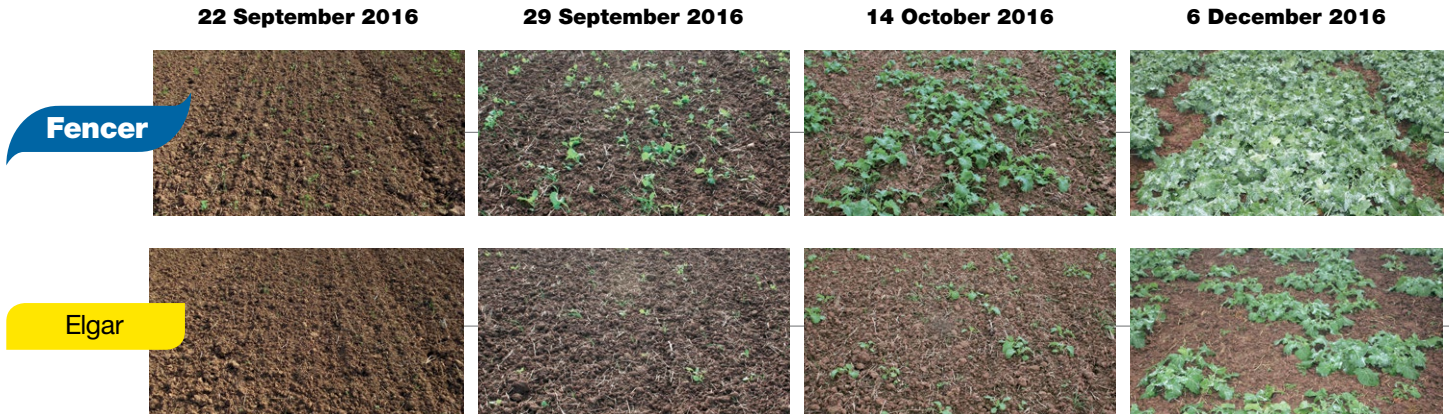 22 September 2016
29 September 2016
14 October 2016
6 December 2016
Fencer
Elgar